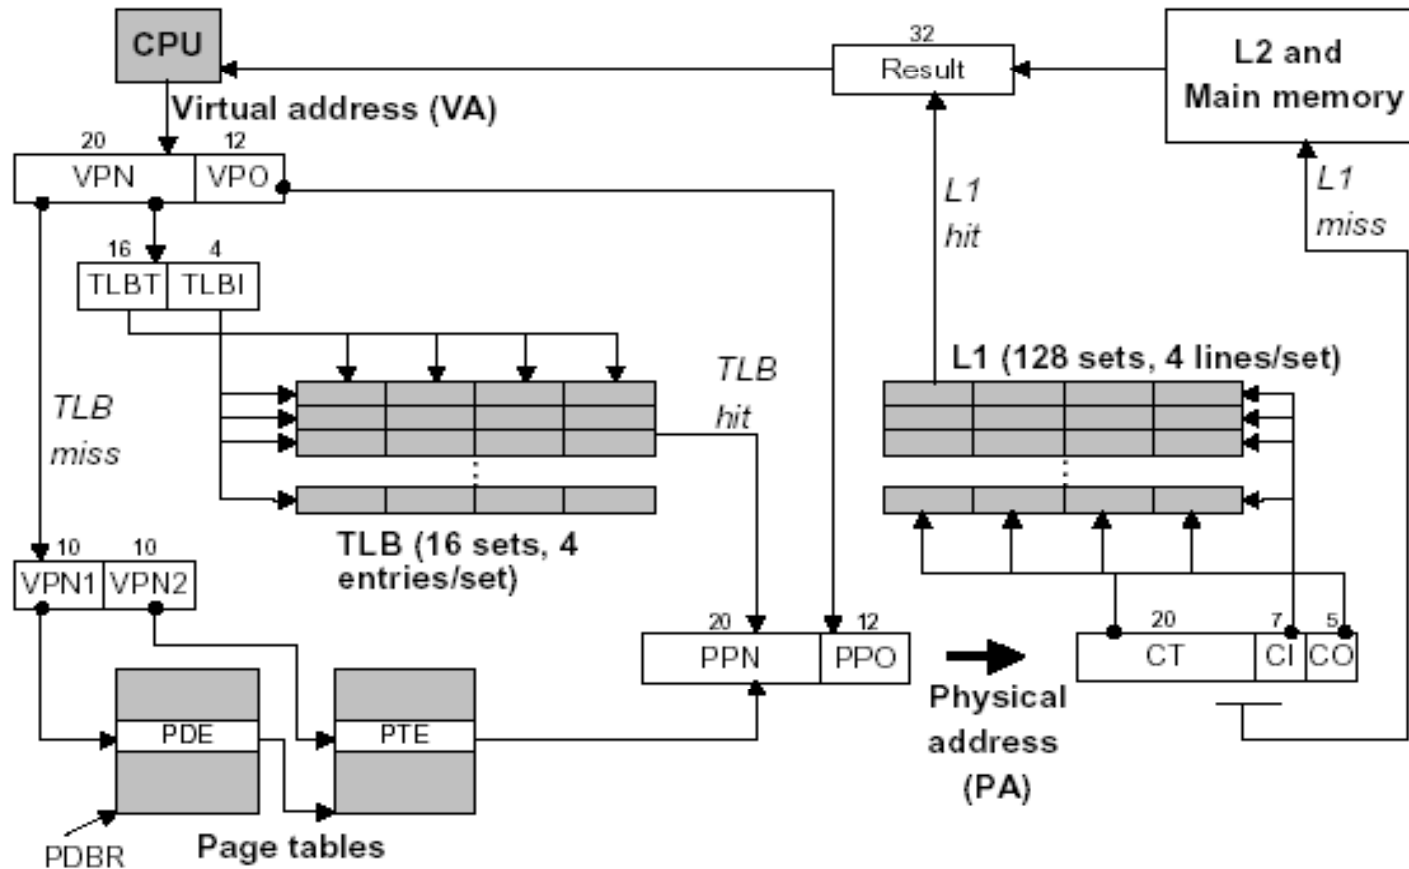 CPU
32
Result
L2 and
Main memory
Virtual address (VA)
20 12
VPN VPO
L1
hit
L1
miss
16 4
TLBT TLBI
TLB
hit
L1 (128 sets, 4 lines/set)
TLB
miss
TLB (16 sets, 4
entries/set)
10 10
VPN1 VPN2
20 12
PPN PPO
20 7 5
CT CI CO
Physical
address
(PA)
PDE
PTE
PDBR
Page tables